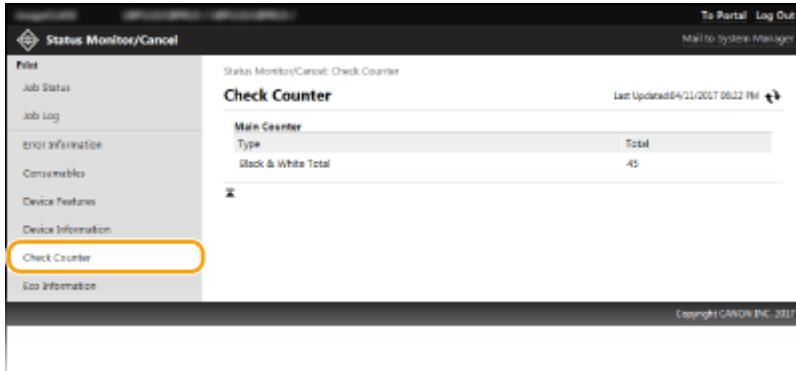 To Portal Log Out
Status Monitor/Cancel
Mail to System Manager
Print
Job Status
Job Log
Error Information
Consumables
Device Features
Device Information
Check Counter
Eco Information
Status Monitor/Cancel: Check Counter
Check Counter
Last Updated:04/11/2017 06:22 PM
Main Counter
Type Total
Black & White Total 45
Copyright CANON INC. 2017